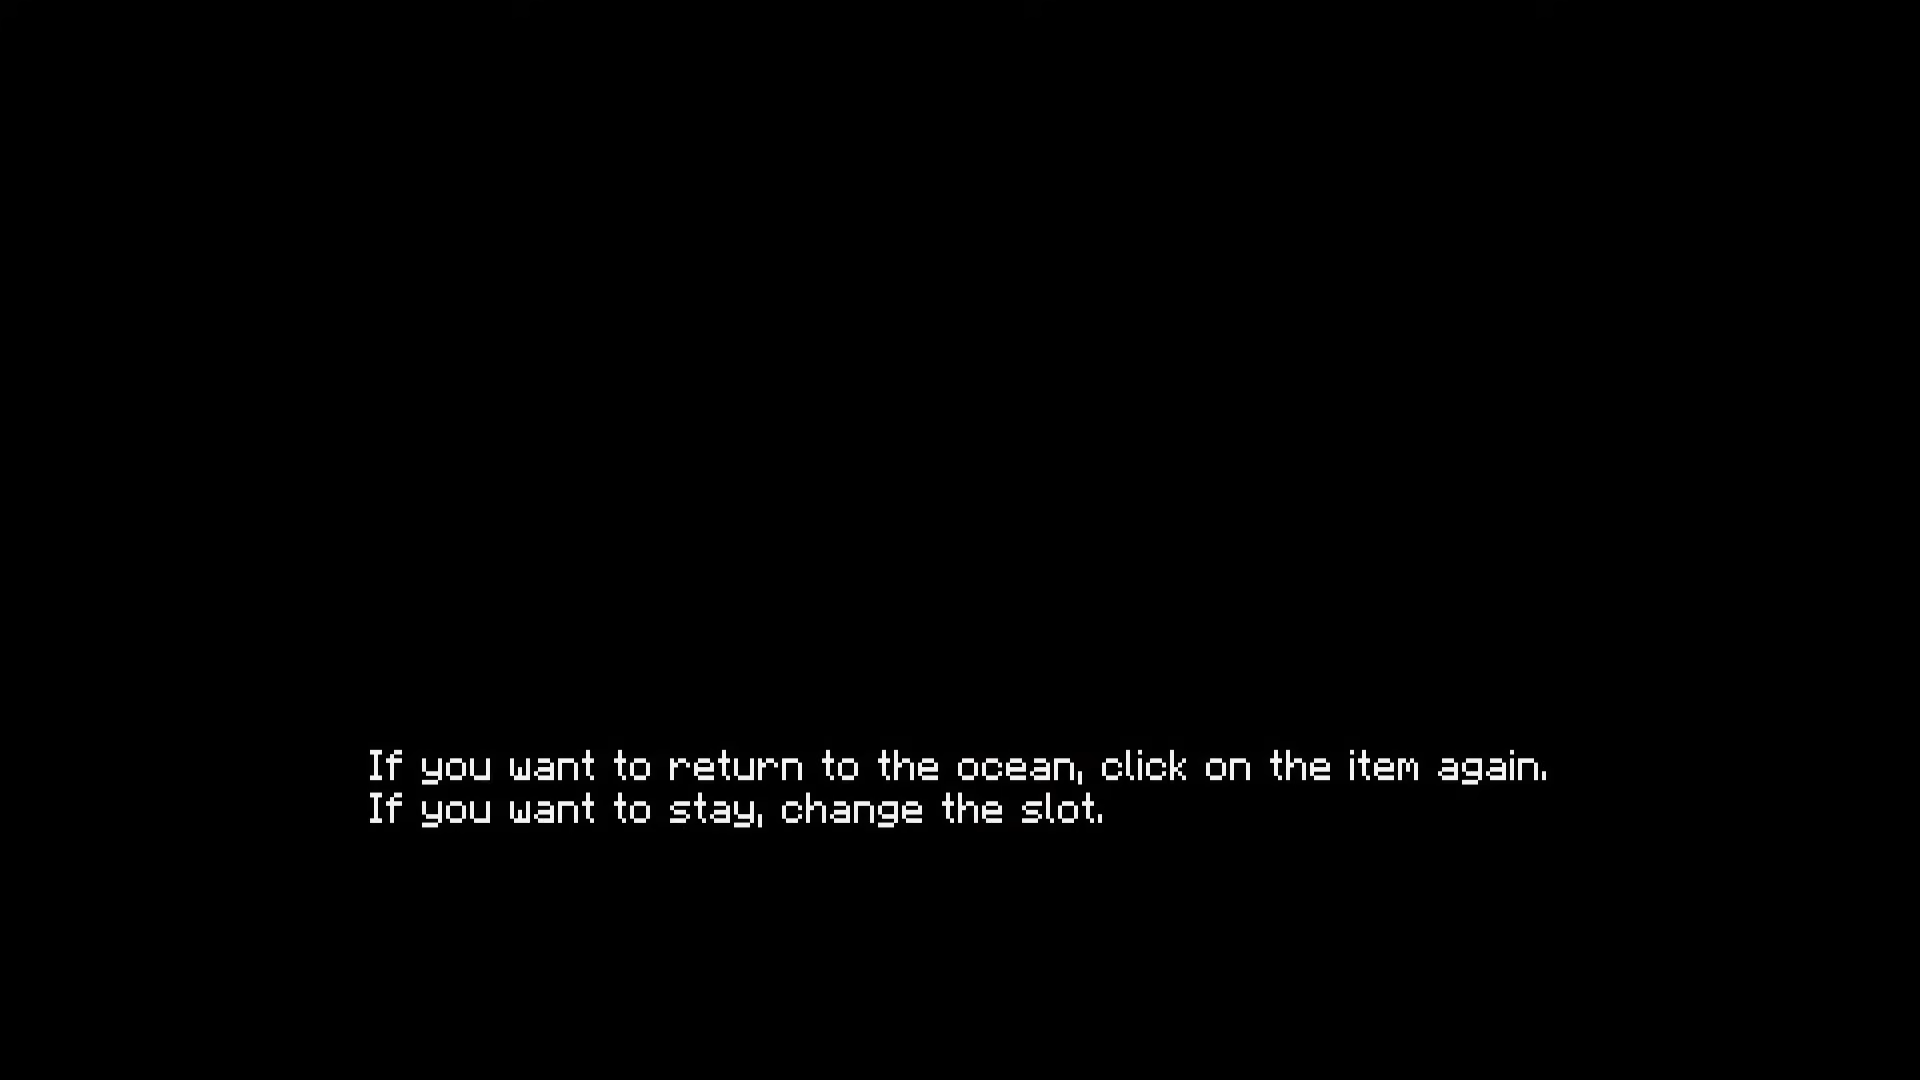 If you want to return to the ocean, click on the item again.
If you want to stay, change the slot.